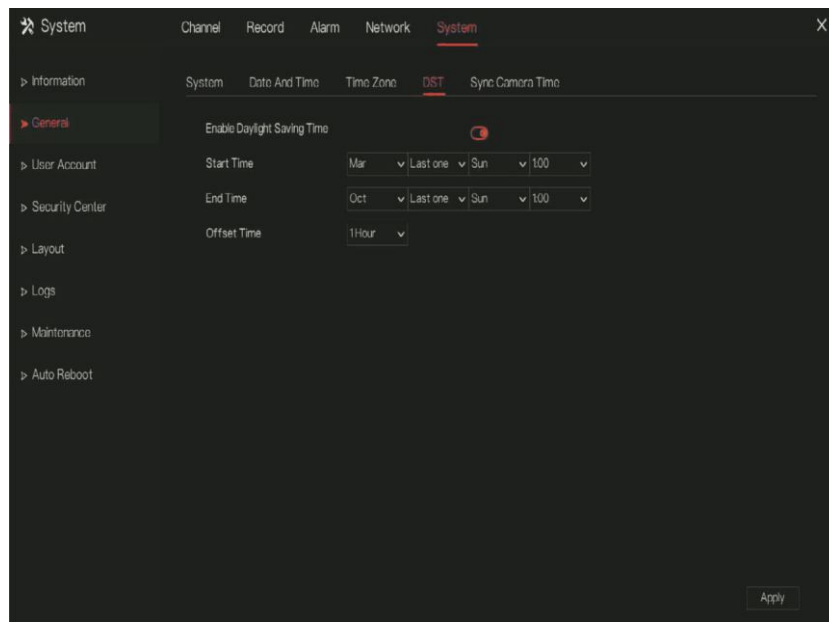 System
Channel Record Alarm Network System X
Information
General
User Account
Security Center
Layout
Logs
Maintenance
Auto Reboot
System Date And Time Time Zone DST Sync Camera Time
Enable Daylight Saving Time
Start Time Mar Last one Sun 1:00
End Time Oct Last one Sun 1:00
Offset Time 1Hour
Apply